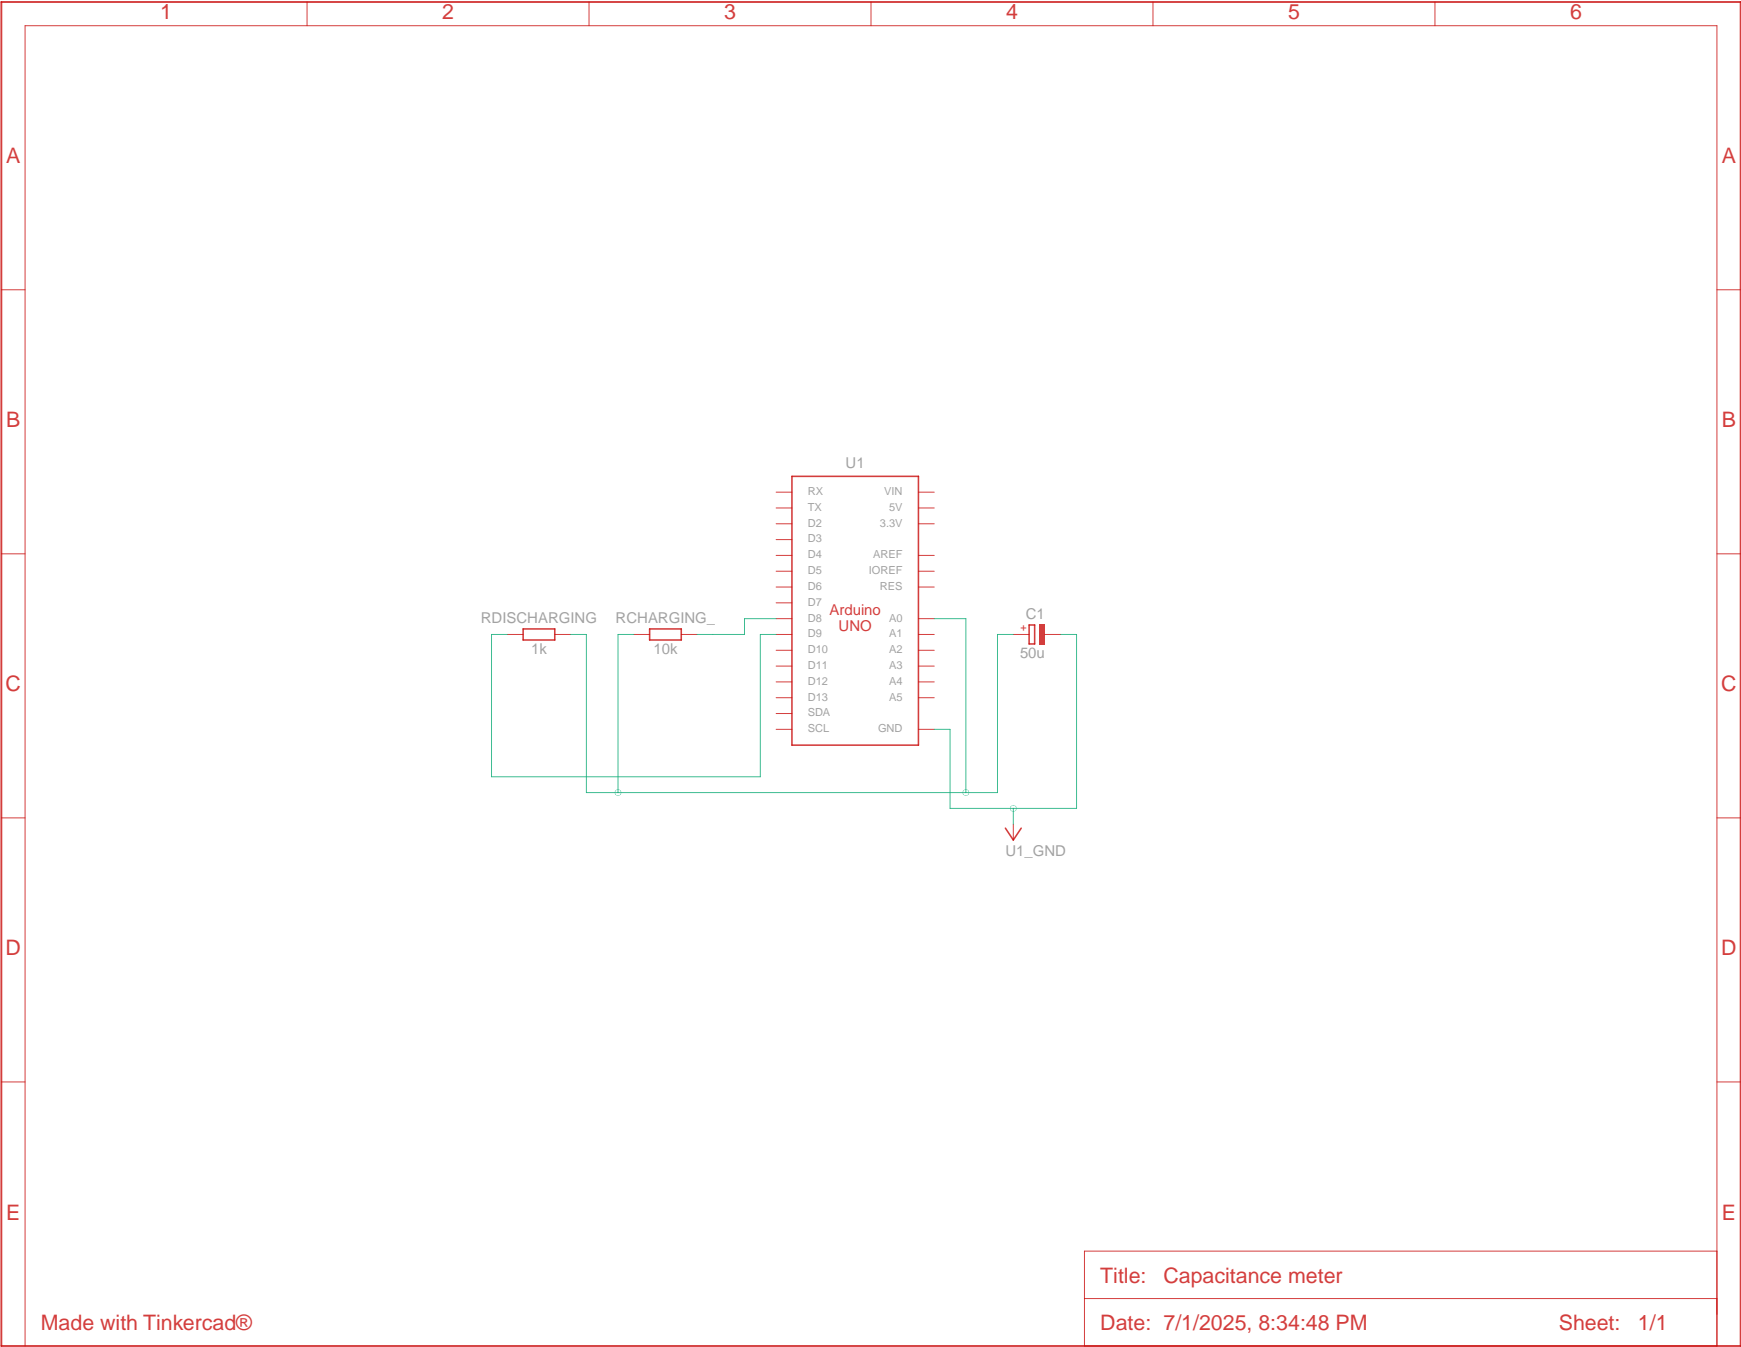 1 2 3 4 5 6
A A
B B
U1
RX VIN
TX 5V
D2 3.3V
D3
D4 AREF
D5 IOREF
D6 RES
D7
Arduino
UNO
D8 A0
D9 A1
D10 A2
D11 A3
D12 A4
D13 A5
SDA
SCL GND
RDISCHARGING
1k
RCHARGING_
10k
C1
+
50u
C C
U1_GND
D D
E E
Title: Capacitance meter
Date: 7/1/2025, 8:34:48 PM Sheet: 1/1
Made with Tinkercad®